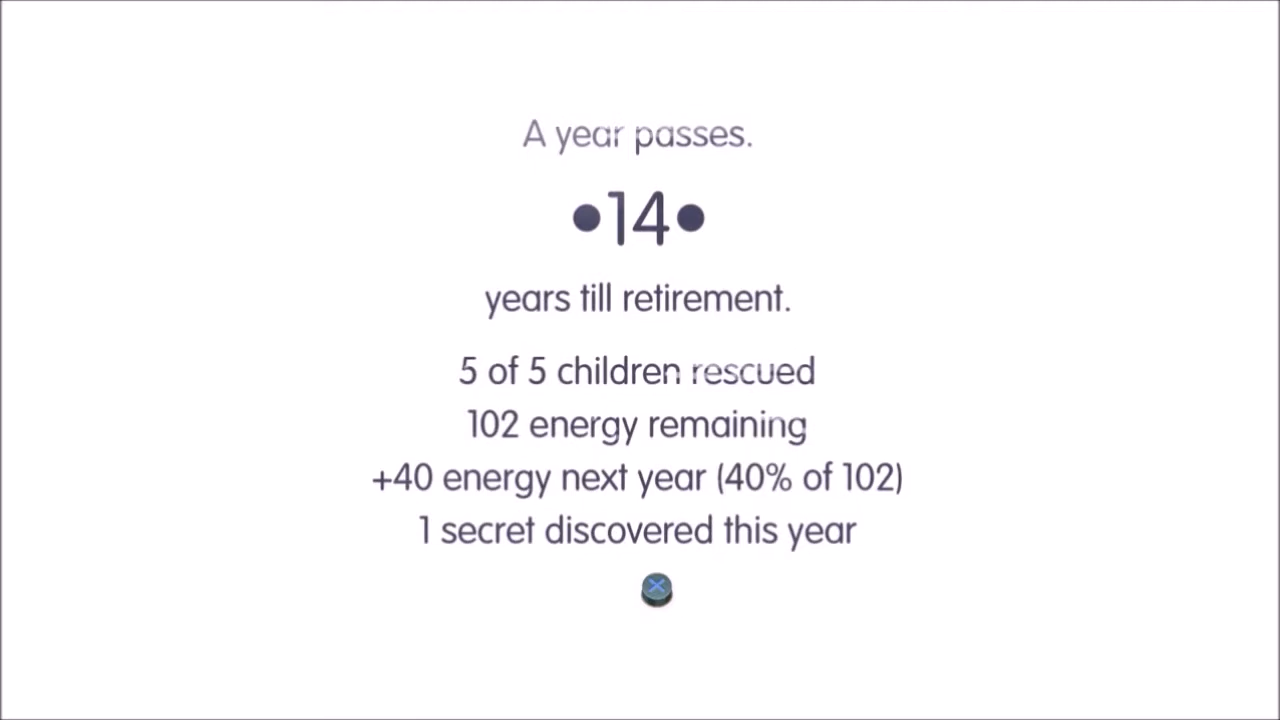 A year passes.
•14•
years till retirement.
5 of 5 children rescued
102 energy remaining
+40 energy next year (40% of 102)
1 secret discovered this year